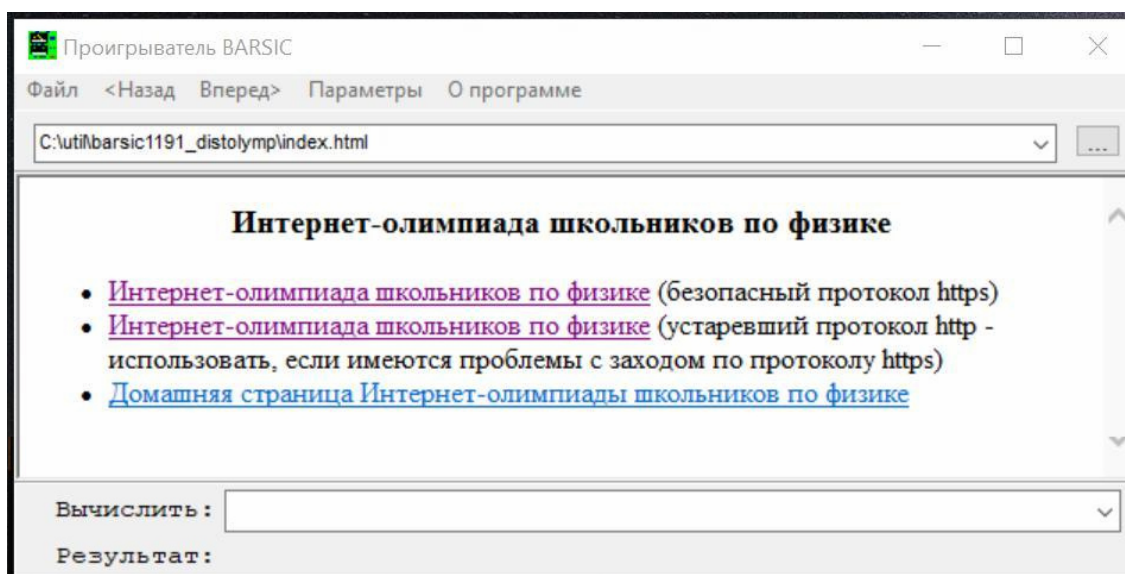 Проигрыватель BARSIC
Файл <Назад Вперед> Параметры О программе
C:\util\barsic1191_distolymp\index.html
...
Интернет-олимпиада школьников по физике
Интернет-олимпиада школьников по физике (безопасный протокол https)
Интернет-олимпиада школьников по физике (устаревший протокол http -
использовать, если имеются проблемы с заходом по протоколу https)
Домашняя страница Интернет-олимпиады школьников по физике
Вычислить:
Результат: